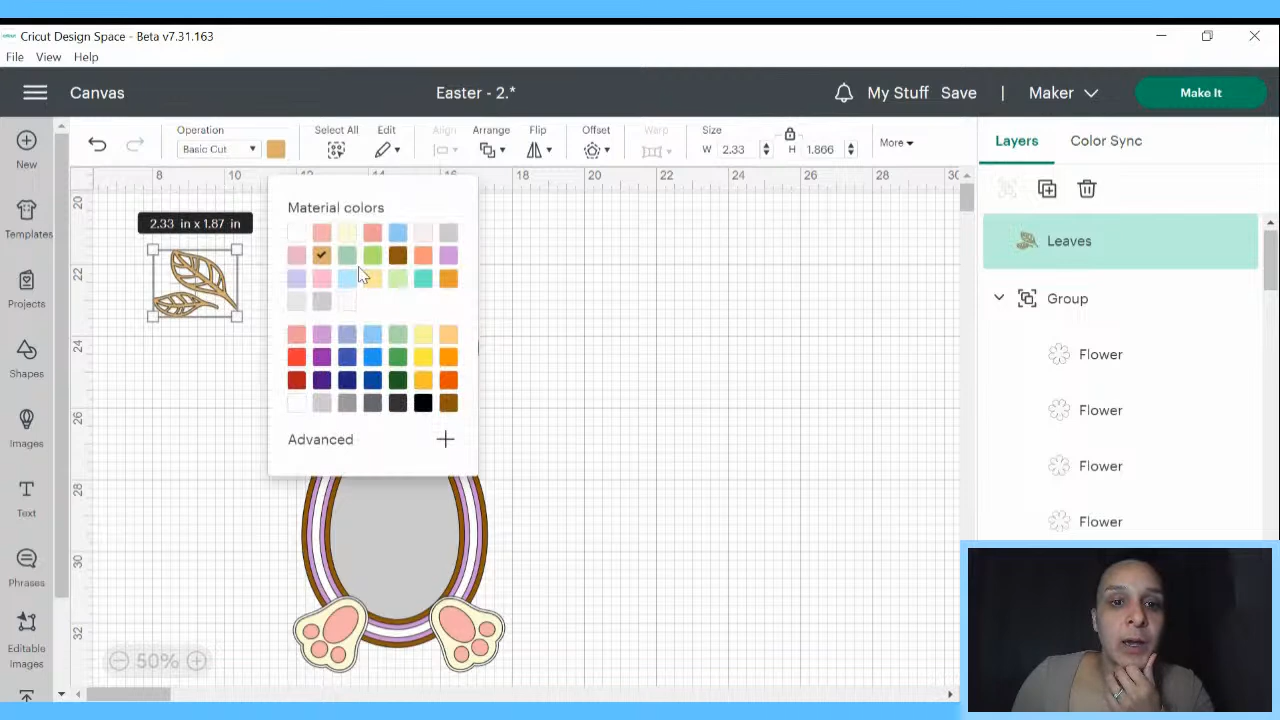 Cricut Design Space - Beta v7.31.163
File View Help
Canvas
Easter - 2.*
My Stuff Save | Maker
Make It
Operation
Basic Cut
Select All
Edit
Align
Arrange
Flip
Offset
Warp
Size
W 2.33
H 1.866
More
New
Templates
Projects
Shapes
Images
Text
Phrases
Editable
Images
8 10 12 14 16 18 20 22 24 26 28 30
20
22
24
26
28
30
32
2.33 in x 1.87 in
Material colors
Advanced
50%
Layers
Color Sync
Leaves
Group
Flower
Flower
Flower
Flower